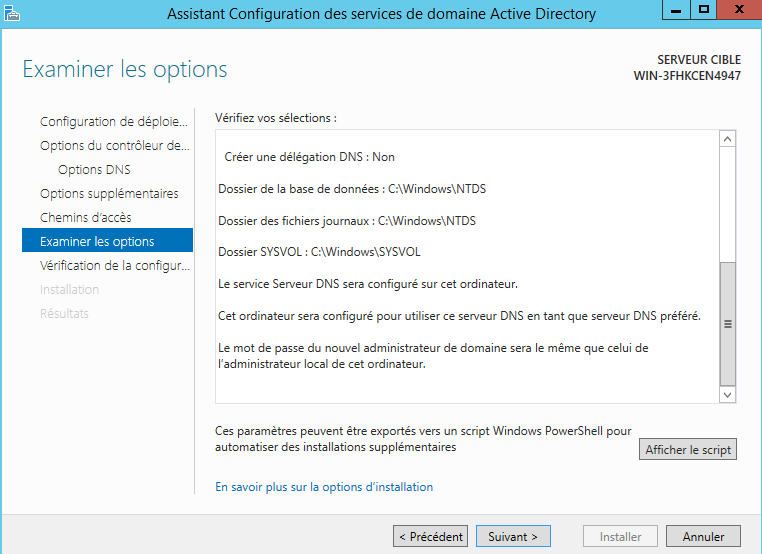 Assistant Configuration des services de domaine Active Directory
Examiner les options
SERVEUR CIBLE
WIN-3FHKCEN4947
Configuration de déploie...
Options du contrôleur de...
Options DNS
Options supplémentaires
Chemins d'accès
Examiner les options
Vérification de la configur...
Installation
Résultats
Vérifiez vos sélections :
Créer une délégation DNS : Non
Dossier de la base de données : C:\Windows\NTDS
Dossier des fichiers journaux : C:\Windows\NTDS
Dossier SYSVOL : C:\Windows\SYSVOL
Le service Serveur DNS sera configuré sur cet ordinateur.
Cet ordinateur sera configuré pour utiliser ce serveur DNS en tant que serveur DNS préféré.
Le mot de passe du nouvel administrateur de domaine sera le même que celui de
l'administrateur local de cet ordinateur.
Ces paramètres peuvent être exportés vers un script Windows PowerShell pour
automatiser des installations supplémentaires
Afficher le script
En savoir plus sur la options d'installation
< Précédent
Suivant >
Installer
Annuler